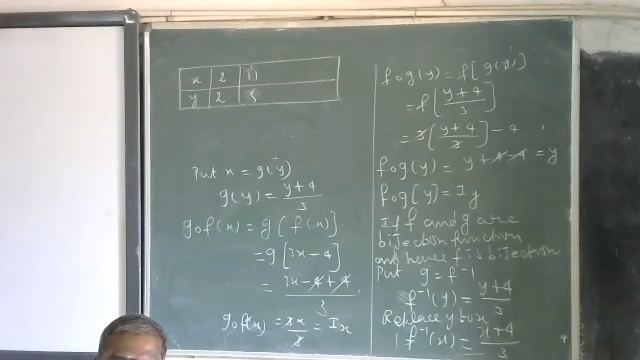 x 2 11
y 2 5
Put x = g(y)
g(y) = y+4/3
gof(x) = g[f(x)]
= g[3x-4]
= 3x-4+4/3
gof(x) = 3x/3 = Ix
fog(y) = f[g(y)]
= f[y+4/3]
= 3[y+4/3] - 4
fog(y) = y+4-4 = y
fog[y] = Iy
If f and g are
bijection function
and hence f is bijection
Put g = f⁻¹
f⁻¹(y) = y+4/3
Replace y to x
f⁻¹(x) = x+4/3